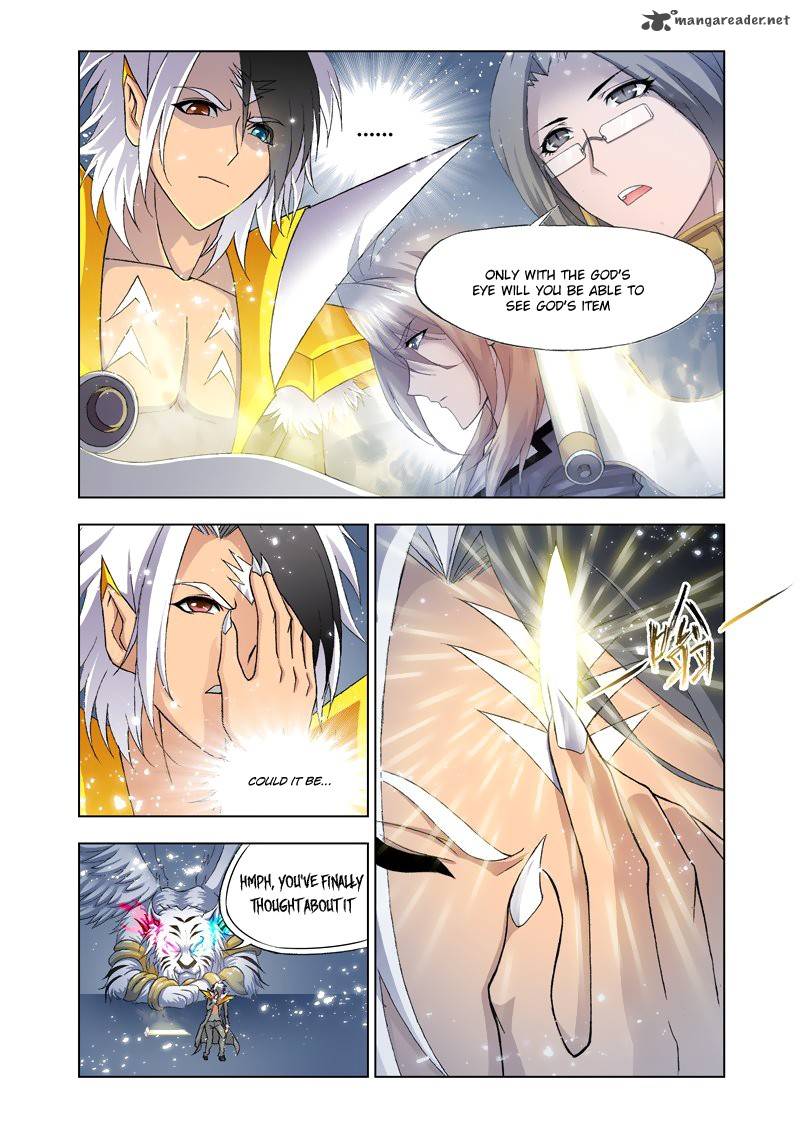 mangareader.net
......
ONLY WITH THE GOD'S
EYE WILL YOU BE ABLE TO
SEE GOD'S ITEM
COULD IT BE...
嗡
HMPH, YOU'VE FINALLY
THOUGHT ABOUT IT